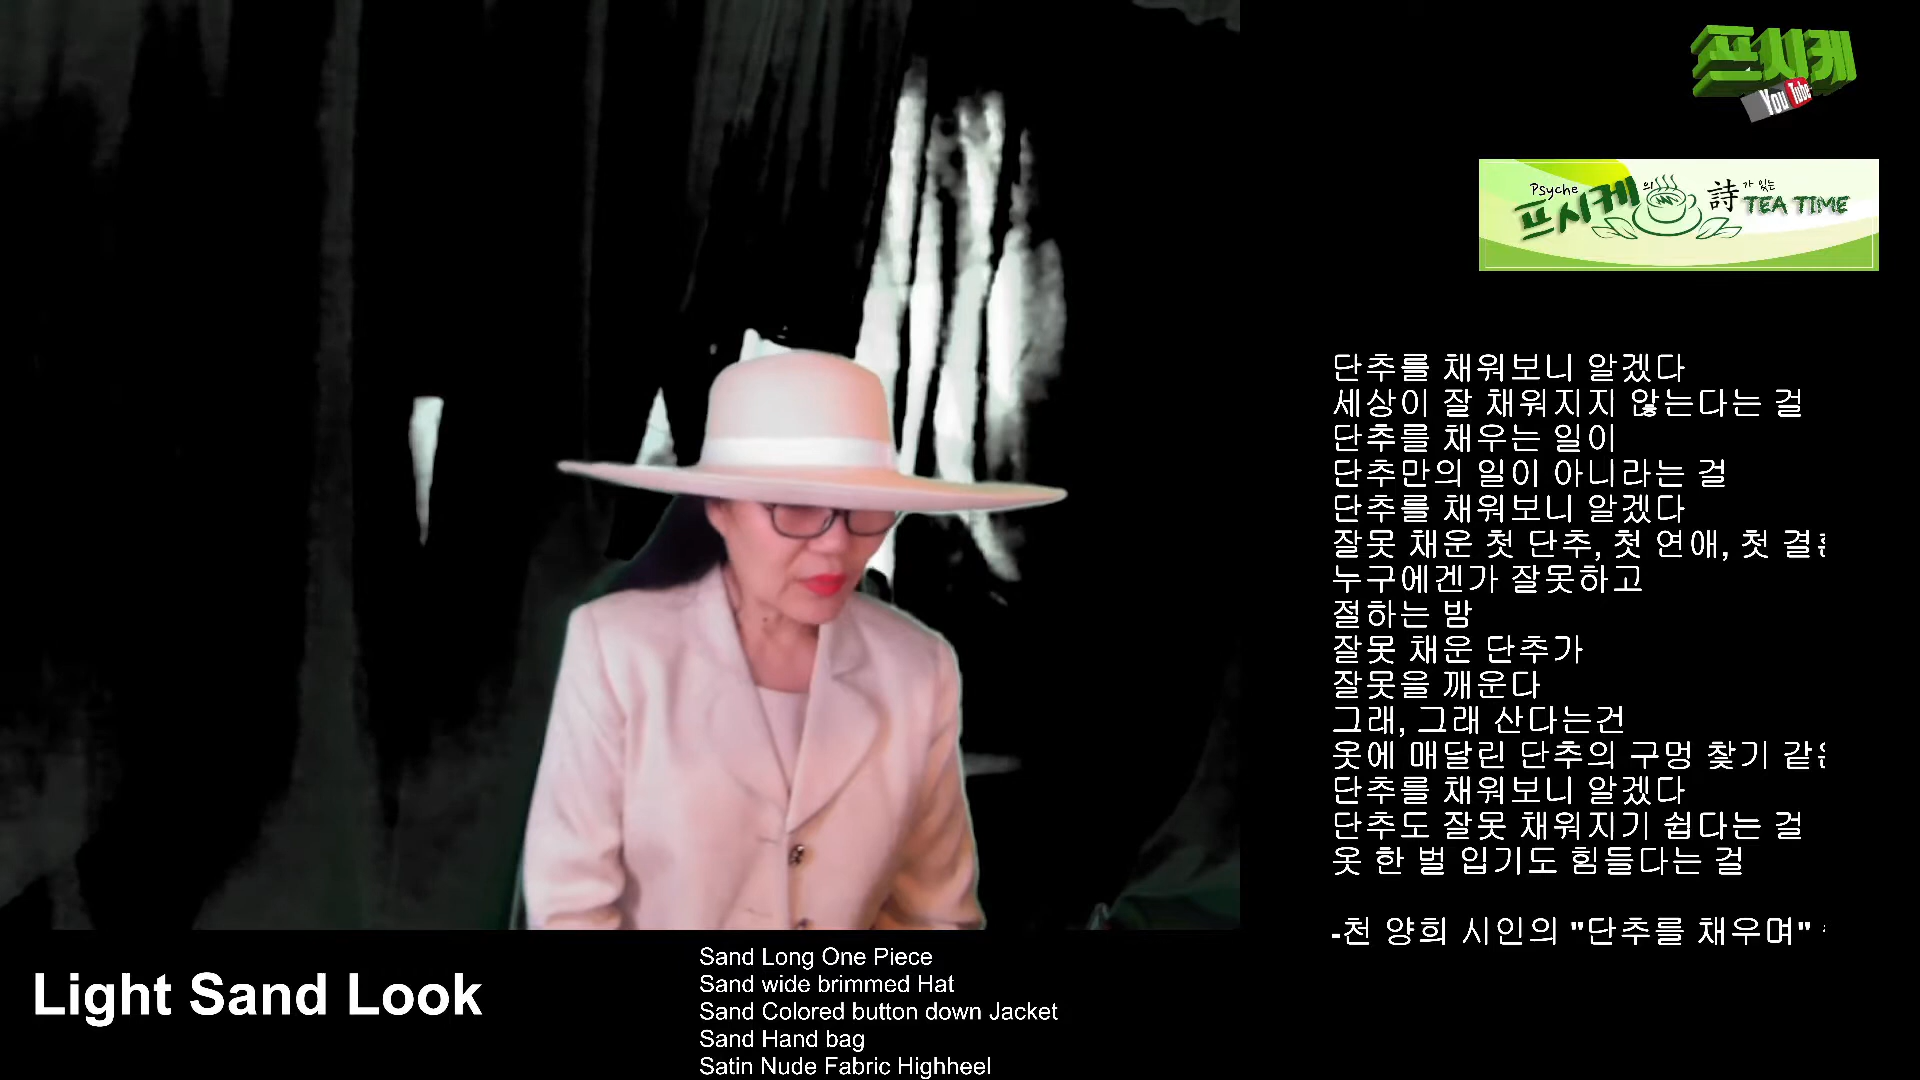 프시케
YouTube
Psyche
프시케의 詩가 있는 TEA TIME
단추를 채워보니 알겠다
세상이 잘 채워지지 않는다는 걸
단추를 채우는 일이
단추만의 일이 아니라는 걸
단추를 채워보니 알겠다
잘못 채운 첫 단추, 첫 연애, 첫
누구에겐가 잘못하고
절하는 밤
잘못 채운 단추가
잘못을 깨운다
그래, 그래 산다는건
옷에 매달린 단추의 구멍 찾기
단추를 채워보니 알겠다
단추도 잘못 채워지기 쉽다는 걸
옷 한 벌 입기도 힘들다는 걸
-천 양희 시인의 "단추를 채우며"
Light Sand Look
Sand Long One Piece
Sand wide brimmed Hat
Sand Colored button down Jacket
Sand Hand bag
Satin Nude Fabric Highheel